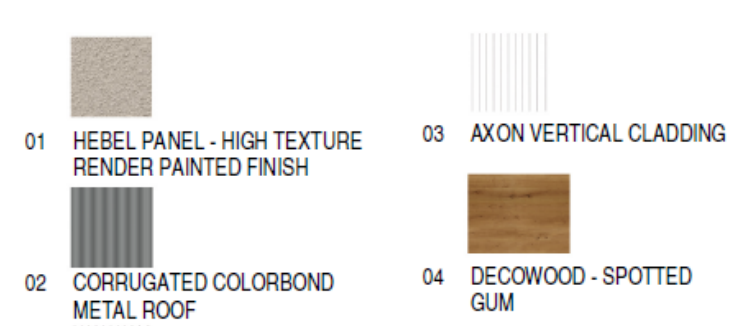 01 HEBEL PANEL - HIGH TEXTURE
RENDER PAINTED FINISH
02 CORRUGATED COLORBOND
METAL ROOF
03 AXON VERTICAL CLADDING
04 DECOWOOD - SPOTTED
GUM